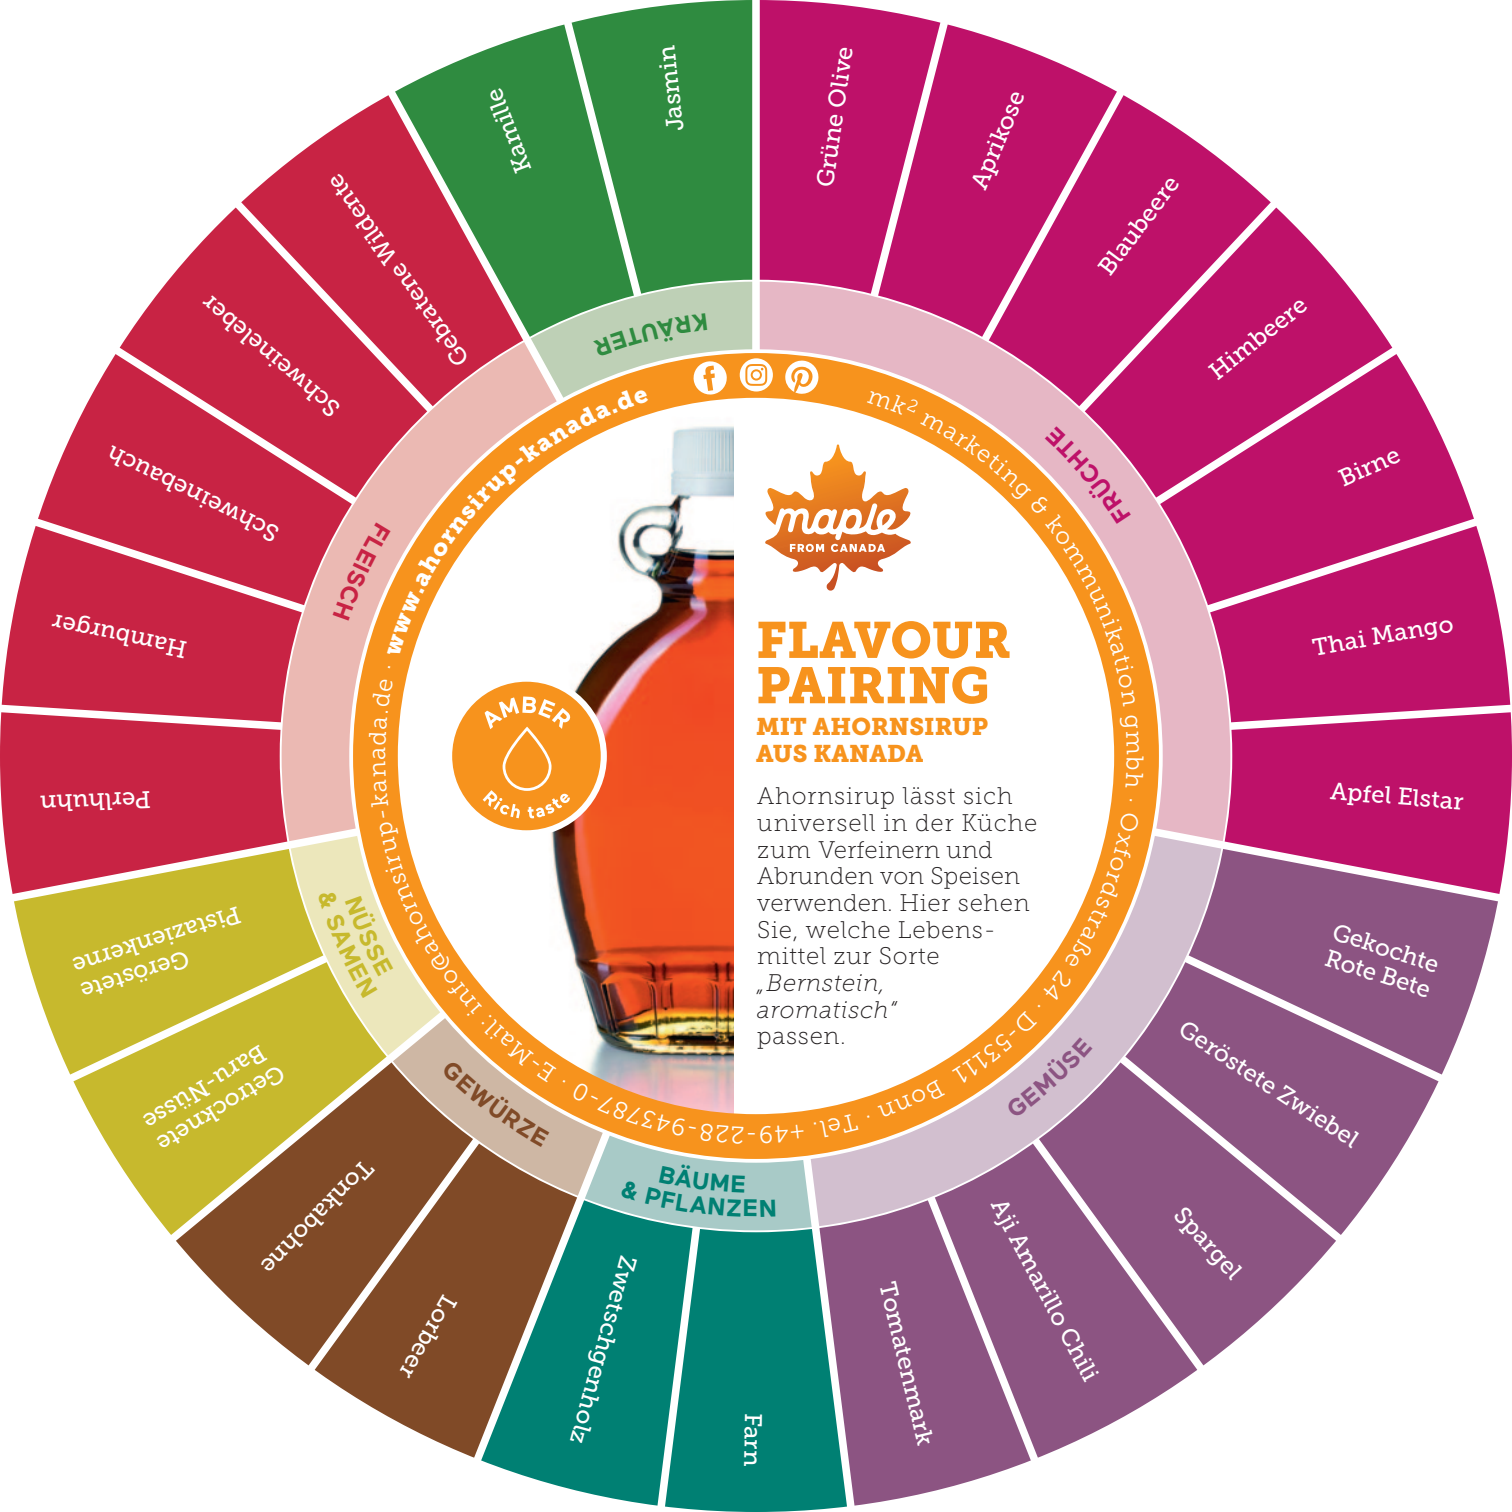 Grüne Olive
Aprikose
Blaubeere
Himbeere
Birne
Thai Mango
Apfel Elstar
FRÜCHTE
Gekochte
Rote Bete
Geröstete Zwiebel
Spargel
Aji Amarillo Chili
Tomatenmark
GEMÜSE
Farn
Zwetschgenholz
BÄUME
& PFLANZEN
Lorbeer
Tonkabohne
GEWÜRZE
Getrocknete
Baru-Nüsse
Geröstete
Pistazienkerne
NÜSSE
& SAMEN
Perlhuhn
Hamburger
Schweinebauch
Schweineleber
Gebratene Wildente
FLEISCH
Kamille
Jasmin
KRÄUTER
mk² marketing & kommunikation gmbh · Oxfordstraße 24 · D-53111 Bonn · Tel. +49-228-943787-0 · E-Mail: info@ahornsirup-kanada.de · www.ahornsirup-kanada.de
maple
FROM CANADA
FLAVOUR
PAIRING
MIT AHORNSIRUP
AUS KANADA
Ahornsirup lässt sich
universell in der Küche
zum Verfeinern und
Abrunden von Speisen
verwenden. Hier sehen
Sie, welche Lebens-
mittel zur Sorte
„Bernstein,
aromatisch“
passen.
AMBER
Rich taste